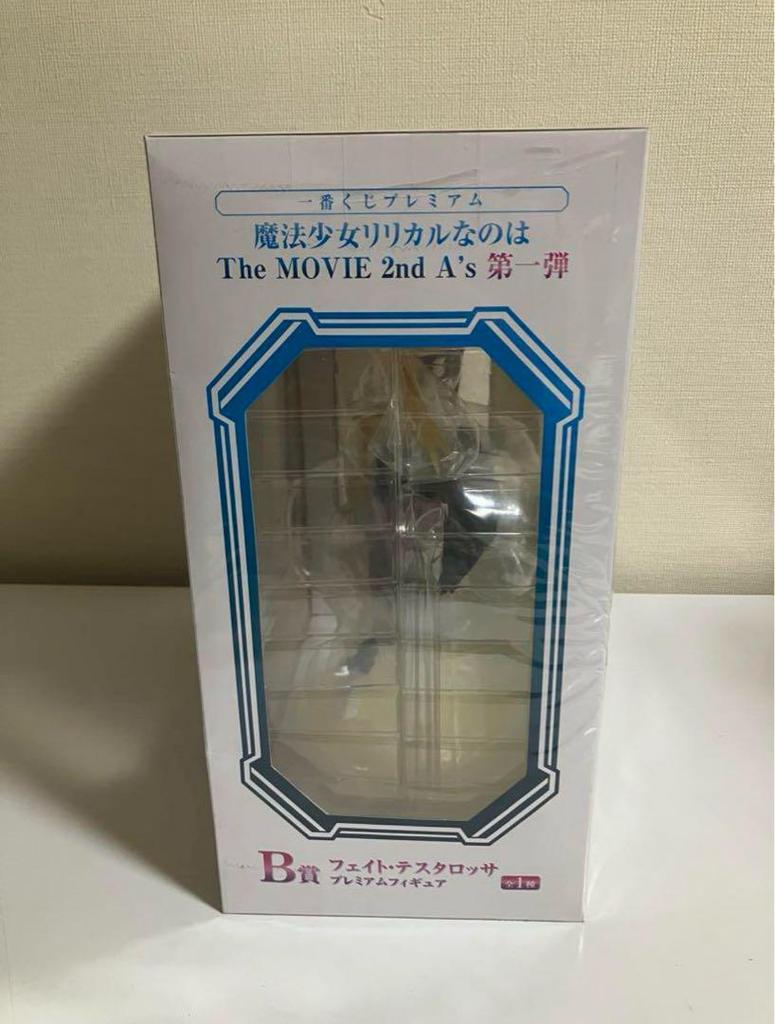 一番くじプレミアム
魔法少女リリカルなのは
The MOVIE 2nd A's 第一弾
B賞 フェイト・テスタロッサ
プレミアムフィギュア
全1種